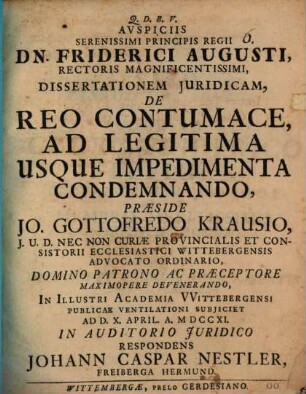 Q. D. B. V.
AVSPICIIS
SERENISSIMI PRINCIPIS REGII
DN. FRIDERICI AUGUSTI,
RECTORIS MAGNIFICENTISSIMI,
DISSERTATIONEM JURIDICAM,
DE
REO CONTUMACE,
AD LEGITIMA
USQUE IMPEDIMENTA
CONDEMNANDO,
PRÆSIDE
JO. GOTTOFREDO KRAUSIO,
J. U. D. NEC NON CURIÆ PROVINCIALIS ET CON-
SISTORII ECCLESIASTICI WITTEBERGENSIS
ADVOCATO ORDINARIO,
DOMINO PATRONO AC PRÆCEPTORE
MAXIMOPERE DEVENERANDO,
IN ILLUSTRI ACADEMIA VVITTEBERGENSI
PUBLICÆ VENTILATIONI SUBJICIET
AD D. X. APRIL. A. MDCCXI.
IN AUDITORIO JURIDICO
RESPONDENS
JOHANN CASPAR NESTLER,
FREIBERGA HERMUND.
WITTEMBERGÆ, PRELO GERDESIANO.